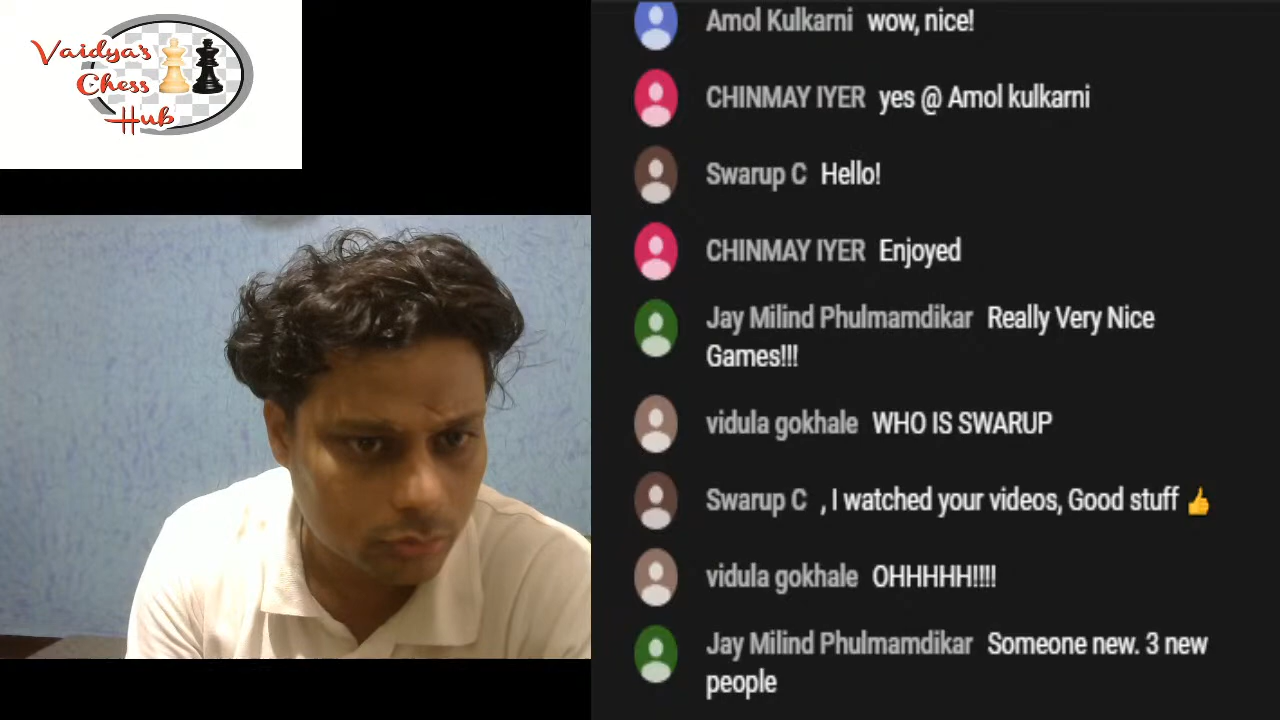 Vaidya's
Chess
Hub
Amol Kulkarni wow, nice!
CHINMAY IYER yes @ Amol kulkarni
Swarup C Hello!
CHINMAY IYER Enjoyed
Jay Milind Phulmamdikar Really Very Nice
Games!!!
vidula gokhale WHO IS SWARUP
Swarup C , I watched your videos, Good stuff 👍
vidula gokhale OHHHHH!!!!
Jay Milind Phulmamdikar Someone new. 3 new
people